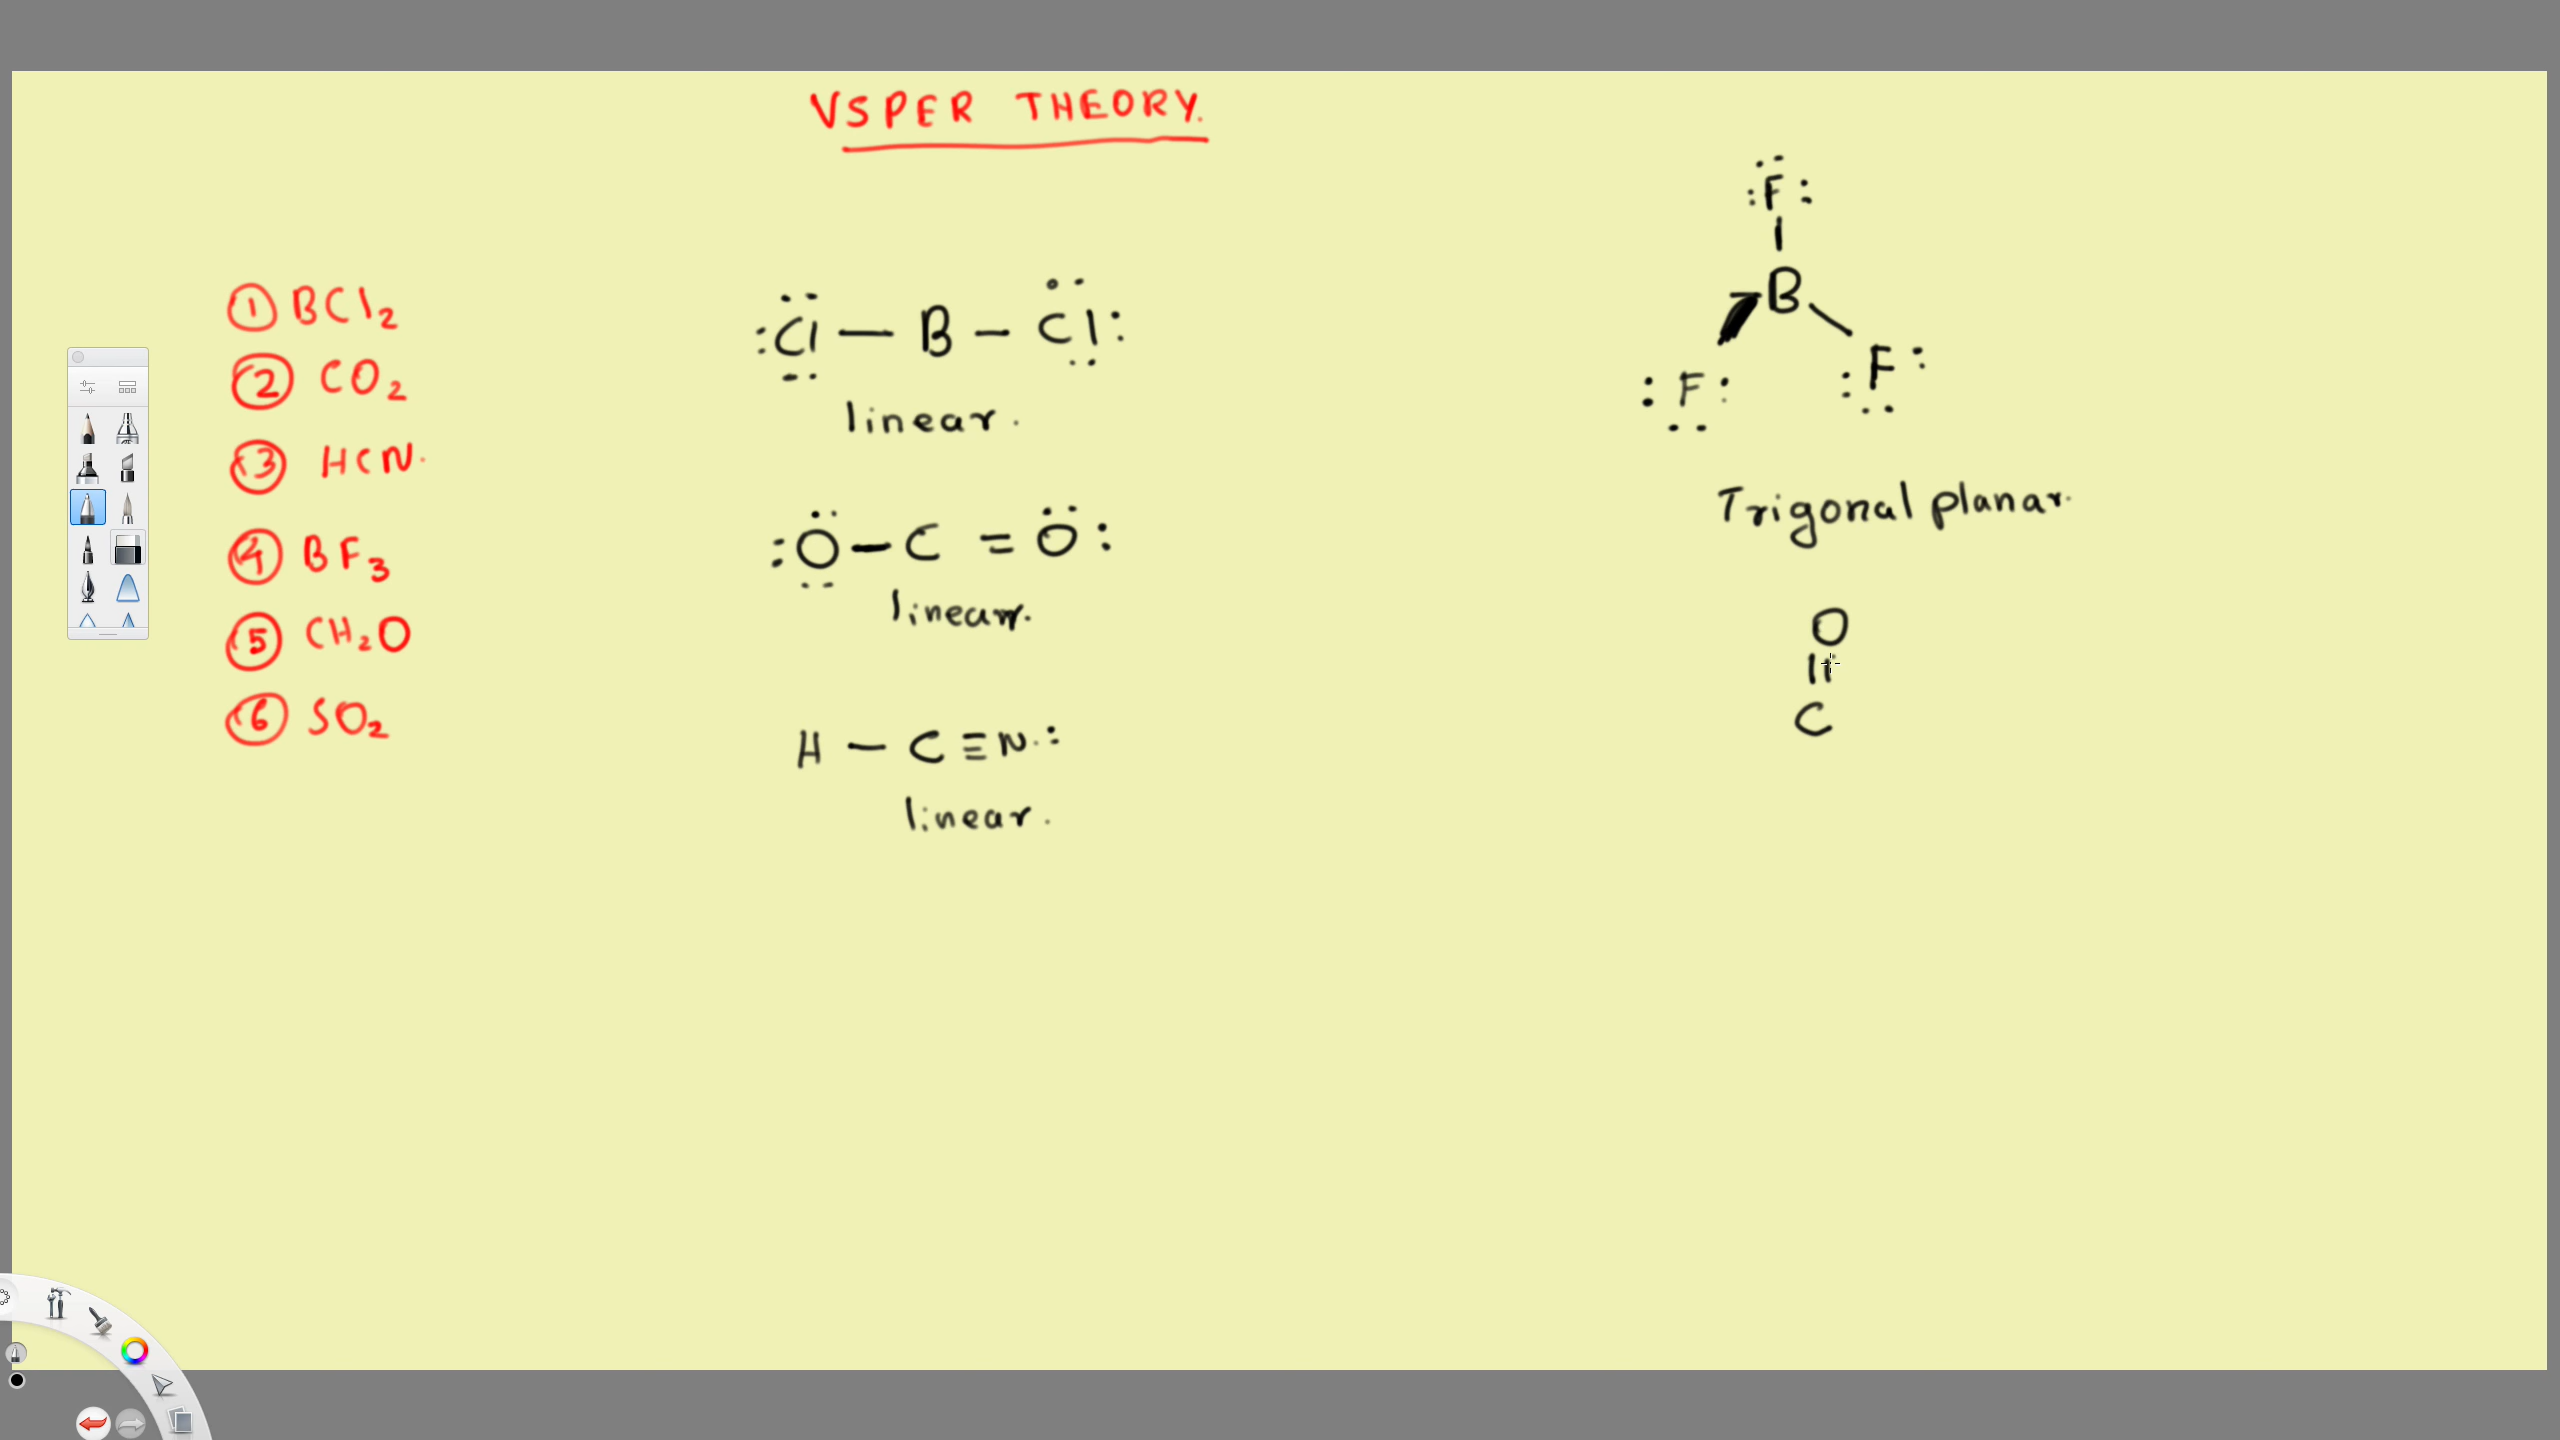 VSPER THEORY.
① BCl2
② CO2
③ HCN.
④ BF3
⑤ CH2O
⑥ SO2
:Cl — B — Cl:
linear.
:O — C = O:
linear.
H — C ≡ N:
linear.
:F:
B
:F: :F:
Trigonal planar.
O
||
C